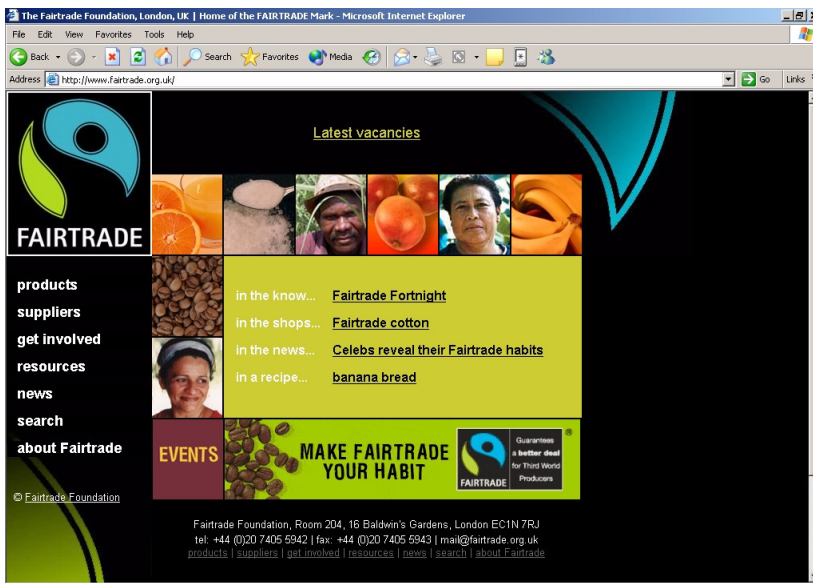 The Fairtrade Foundation, London, UK | Home of the FAIRTRADE Mark - Microsoft Internet Explorer
File Edit View Favorites Tools Help
Back Search Favorites Media
Address http://www.fairtrade.org.uk/ Go Links
Latest vacancies
FAIRTRADE
products
suppliers
get involved
resources
news
search
about Fairtrade
© Fairtrade Foundation
in the know... Fairtrade Fortnight
in the shops... Fairtrade cotton
in the news... Celebs reveal their Fairtrade habits
in a recipe... banana bread
EVENTS
MAKE FAIRTRADE
YOUR HABIT
FAIRTRADE
Guarantees
a better deal
for Third World
Producers
®
Fairtrade Foundation, Room 204, 16 Baldwin's Gardens, London EC1N 7RJ
tel: +44 (0)20 7405 5942 | fax: +44 (0)20 7405 5943 | mail@fairtrade.org.uk
products | suppliers | get involved | resources | news | search | about Fairtrade